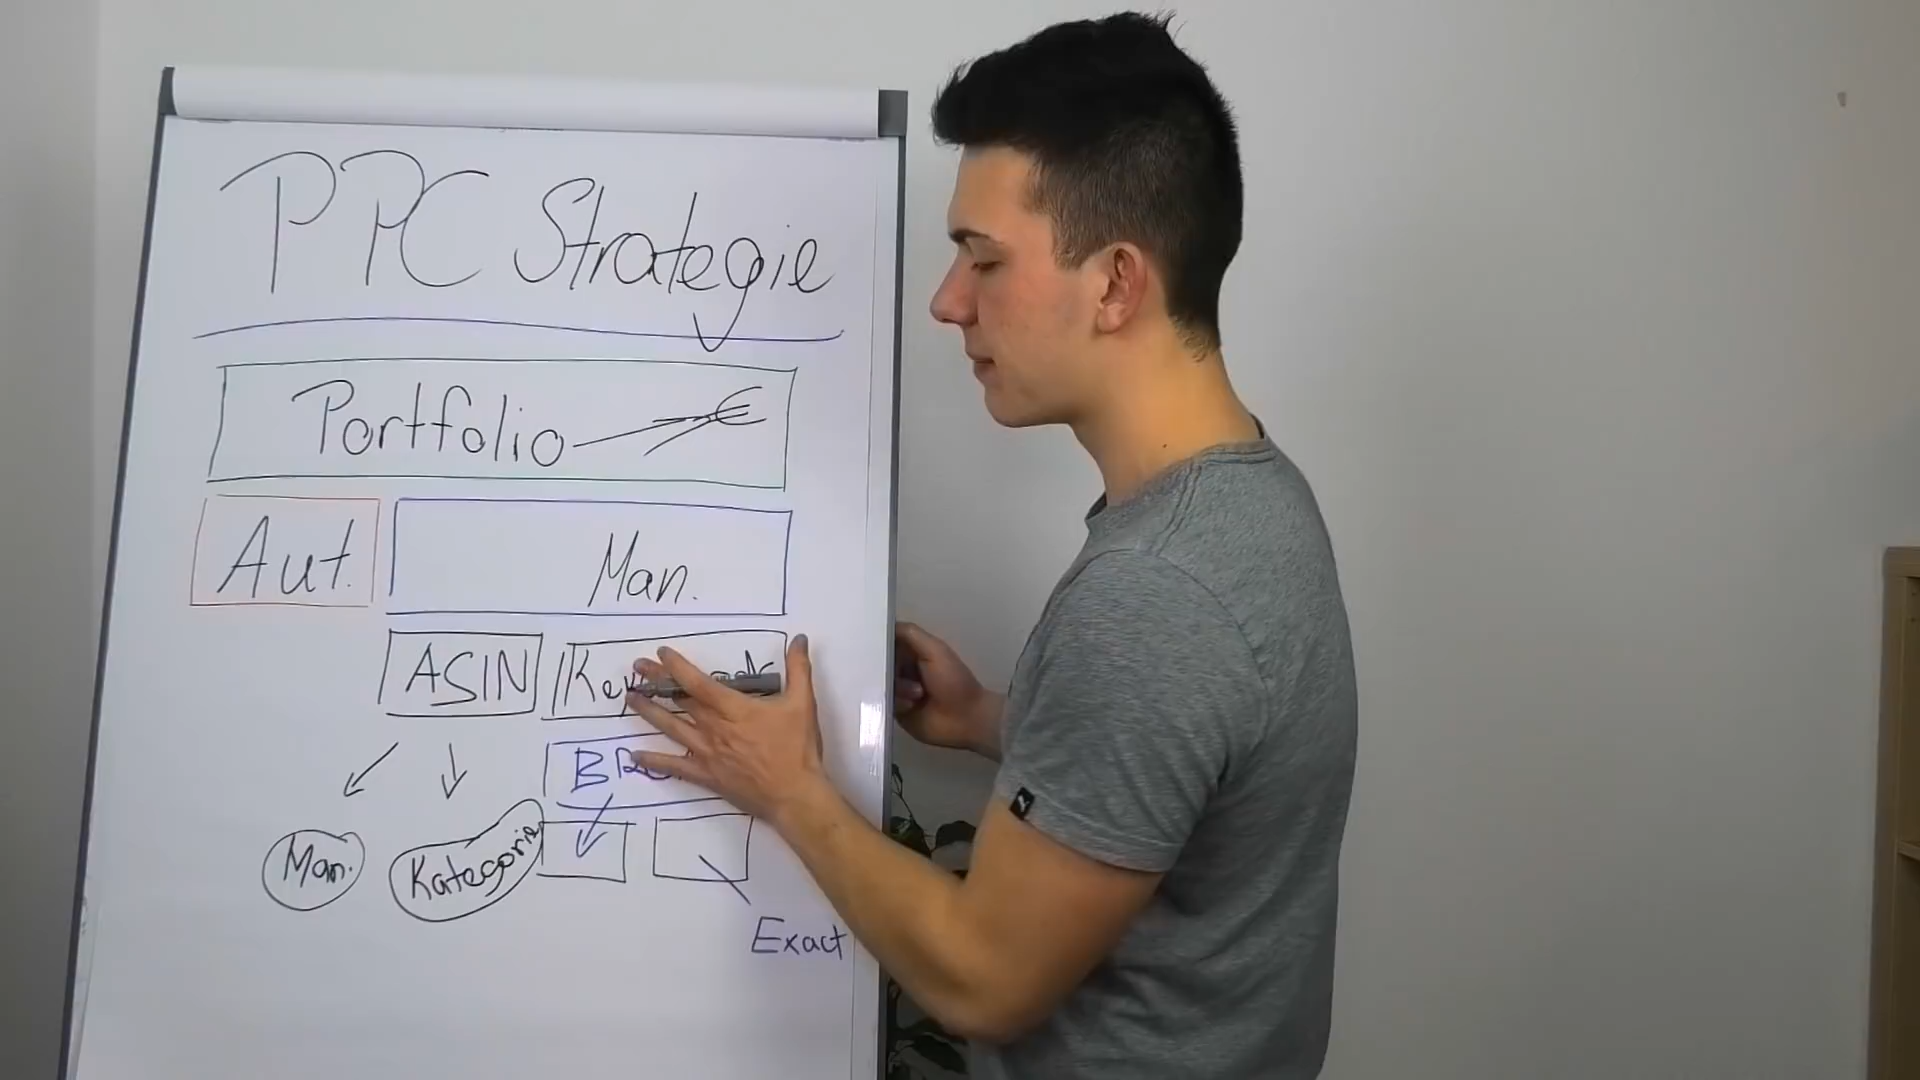 PPC Strategie
Portfolio €
Aut. Man.
ASIN
Man. Kategorie
Exact